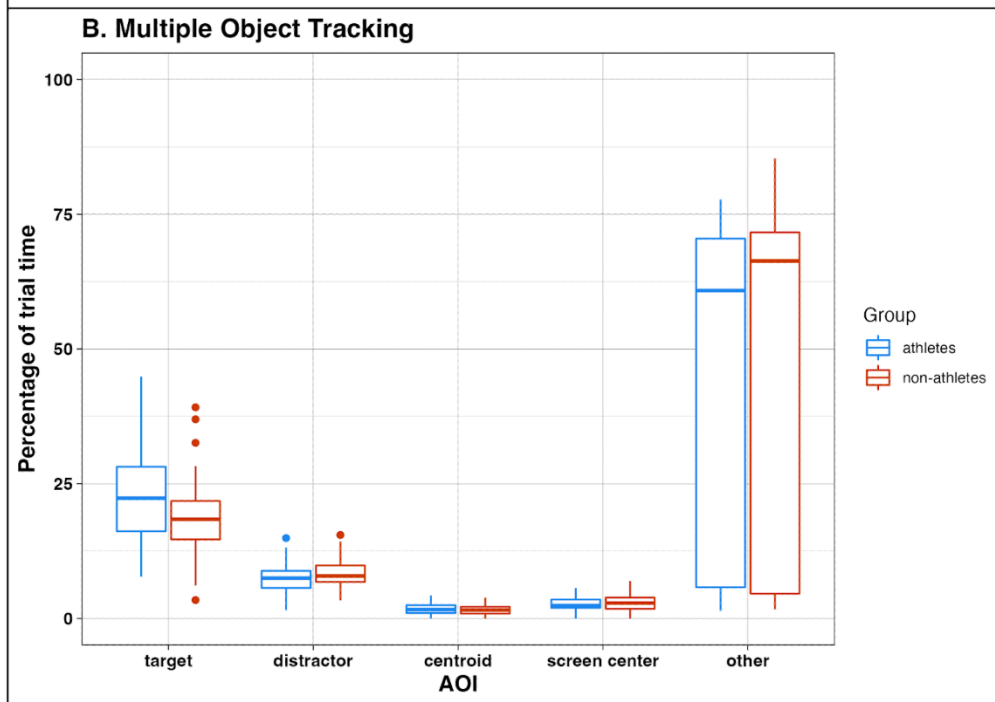 B. Multiple Object Tracking
100
75
50
25
0
Percentage of trial time
target distractor centroid screen center other
AOI
Group
athletes
non-athletes